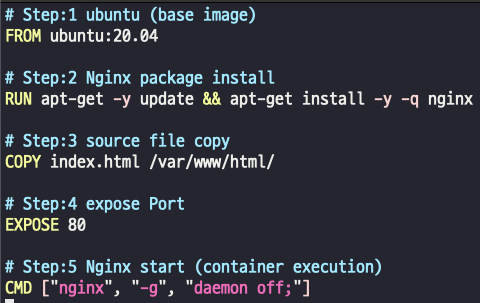 # Step:1 ubuntu (base image)
FROM ubuntu:20.04
# Step:2 Nginx package install
RUN apt-get -y update && apt-get install -y -q nginx
# Step:3 source file copy
COPY index.html /var/www/html/
# Step:4 expose Port
EXPOSE 80
# Step:5 Nginx start (container execution)
CMD ["nginx", "-g", "daemon off;"]